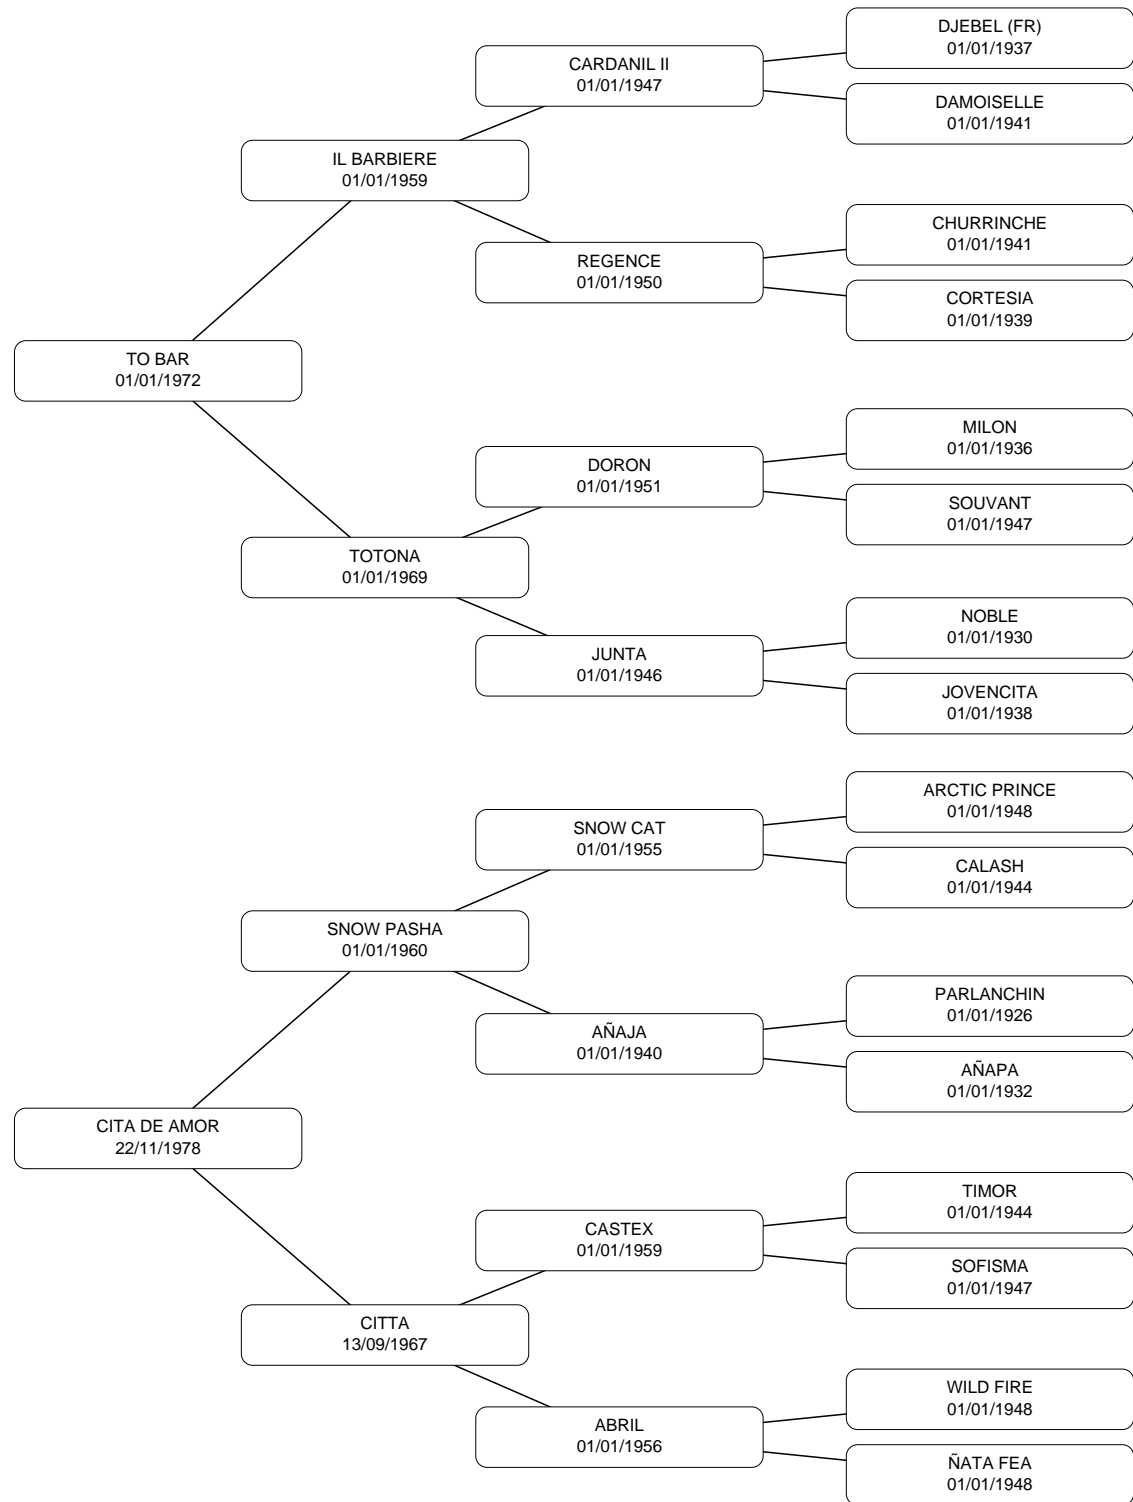 DJEBEL (FR)
01/01/1937
CARDANIL II
01/01/1947
DAMOISELLE
01/01/1941
IL BARBIERE
01/01/1959
CHURRINCHE
01/01/1941
REGENCE
01/01/1950
CORTESIA
01/01/1939
TO BAR
01/01/1972
MILON
01/01/1936
DORON
01/01/1951
SOUVANT
01/01/1947
TOTONA
01/01/1969
NOBLE
01/01/1930
JUNTA
01/01/1946
JOVENCITA
01/01/1938
ARCTIC PRINCE
01/01/1948
SNOW CAT
01/01/1955
CALASH
01/01/1944
SNOW PASHA
01/01/1960
PARLANCHIN
01/01/1926
AÑAJA
01/01/1940
AÑAPA
01/01/1932
CITA DE AMOR
22/11/1978
TIMOR
01/01/1944
CASTEX
01/01/1959
SOFISMA
01/01/1947
CITTA
13/09/1967
WILD FIRE
01/01/1948
ABRIL
01/01/1956
ÑATA FEA
01/01/1948